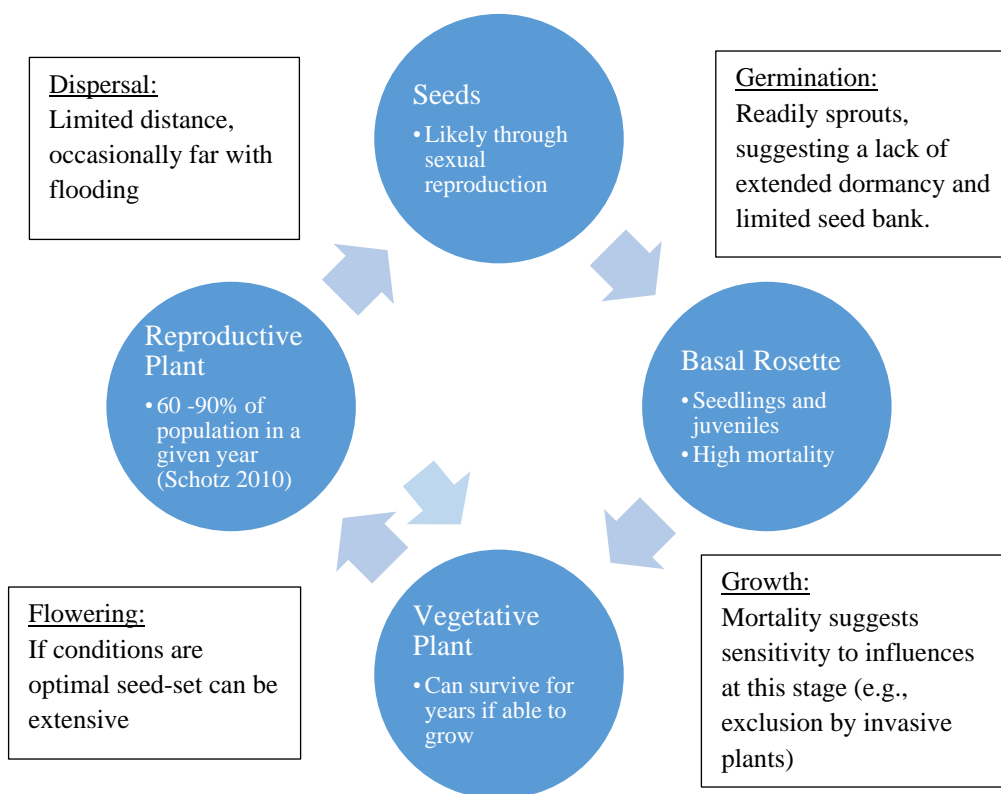 Dispersal:
Limited distance,
occasionally far with
flooding
Seeds
• Likely through
sexual
reproduction
Germination:
Readily sprouts,
suggesting a lack of
extended dormancy and
limited seed bank.
Reproductive
Plant
• 60 -90% of
population in a
given year
(Schotz 2010)
Basal Rosette
• Seedlings and
juveniles
• High mortality
Flowering:
If conditions are
optimal seed-set can be
extensive
Vegetative
Plant
• Can survive for
years if able to
grow
Growth:
Mortality suggests
sensitivity to influences
at this stage (e.g.,
exclusion by invasive
plants)